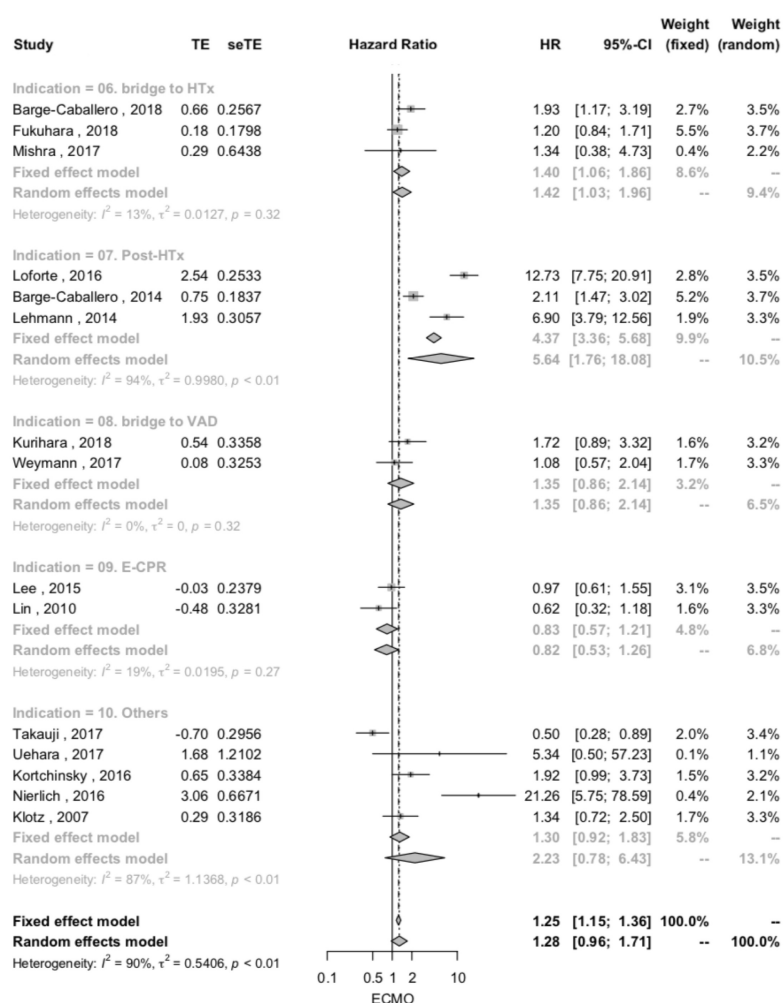 Weight Weight
Study TE seTE Hazard Ratio HR 95%-CI (fixed) (random)
Indication = 06. bridge to HTx
Barge-Caballero , 2018 0.66 0.2567 1.93 [1.17; 3.19] 2.7% 3.5%
Fukuhara , 2018 0.18 0.1798 1.20 [0.84; 1.71] 5.5% 3.7%
Mishra , 2017 0.29 0.6438 1.34 [0.38; 4.73] 0.4% 2.2%
Fixed effect model 1.40 [1.06; 1.86] 8.6% --
Random effects model 1.42 [1.03; 1.96] -- 9.4%
Heterogeneity: I² = 13%, τ² = 0.0127, p = 0.32
Indication = 07. Post-HTx
Loforte , 2016 2.54 0.2533 12.73 [7.75; 20.91] 2.8% 3.5%
Barge-Caballero , 2014 0.75 0.1837 2.11 [1.47; 3.02] 5.2% 3.7%
Lehmann , 2014 1.93 0.3057 6.90 [3.79; 12.56] 1.9% 3.3%
Fixed effect model 4.37 [3.36; 5.68] 9.9% --
Random effects model 5.64 [1.76; 18.08] -- 10.5%
Heterogeneity: I² = 94%, τ² = 0.9980, p < 0.01
Indication = 08. bridge to VAD
Kurihara , 2018 0.54 0.3358 1.72 [0.89; 3.32] 1.6% 3.2%
Weymann , 2017 0.08 0.3253 1.08 [0.57; 2.04] 1.7% 3.3%
Fixed effect model 1.35 [0.86; 2.14] 3.2% --
Random effects model 1.35 [0.86; 2.14] -- 6.5%
Heterogeneity: I² = 0%, τ² = 0, p = 0.32
Indication = 09. E-CPR
Lee , 2015 -0.03 0.2379 0.97 [0.61; 1.55] 3.1% 3.5%
Lin , 2010 -0.48 0.3281 0.62 [0.32; 1.18] 1.6% 3.3%
Fixed effect model 0.83 [0.57; 1.21] 4.8% --
Random effects model 0.82 [0.53; 1.26] -- 6.8%
Heterogeneity: I² = 19%, τ² = 0.0195, p = 0.27
Indication = 10. Others
Takauji , 2017 -0.70 0.2956 0.50 [0.28; 0.89] 2.0% 3.4%
Uehara , 2017 1.68 1.2102 5.34 [0.50; 57.23] 0.1% 1.1%
Kortchinsky , 2016 0.65 0.3384 1.92 [0.99; 3.73] 1.5% 3.2%
Nierlich , 2016 3.06 0.6671 21.26 [5.75; 78.59] 0.4% 2.1%
Klotz , 2007 0.29 0.3186 1.34 [0.72; 2.50] 1.7% 3.3%
Fixed effect model 1.30 [0.92; 1.83] 5.8% --
Random effects model 2.23 [0.78; 6.43] -- 13.1%
Heterogeneity: I² = 87%, τ² = 1.1368, p < 0.01
Fixed effect model 1.25 [1.15; 1.36] 100.0% --
Random effects model 1.28 [0.96; 1.71] -- 100.0%
Heterogeneity: I² = 90%, τ² = 0.5406, p < 0.01
0.1 0.5 1 2 10
ECMO